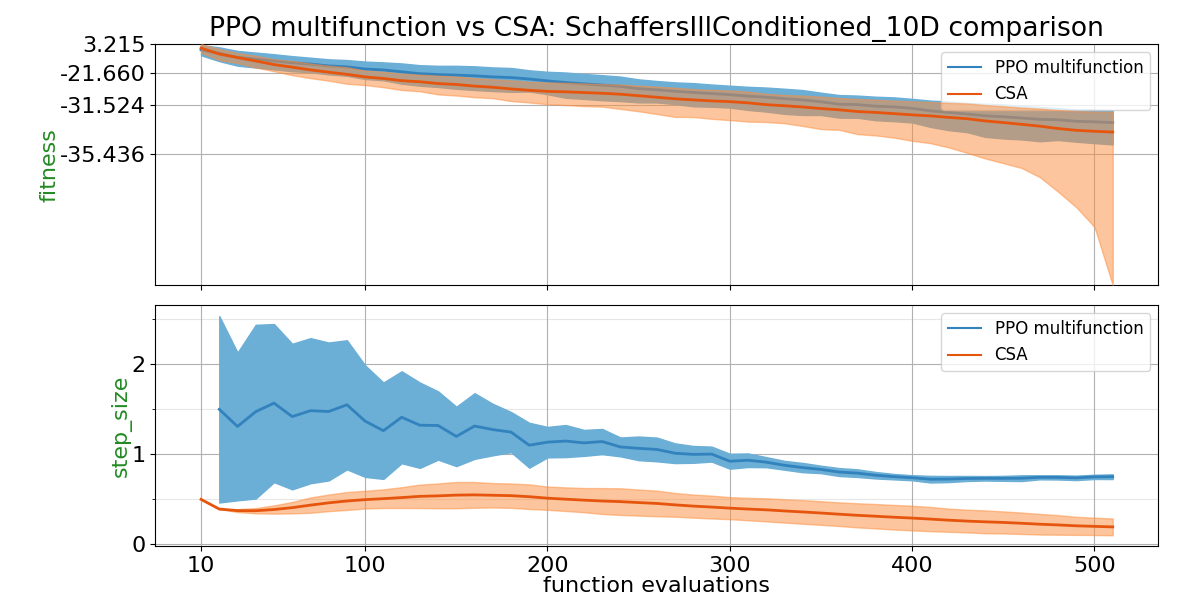 PPO multifunction vs CSA: SchaffersIllConditioned_10D comparison
3.215
-21.660
-31.524
-35.436
fitness
PPO multifunction
CSA
2
1
0
step_size
PPO multifunction
CSA
10
100
200
300
400
500
function evaluations